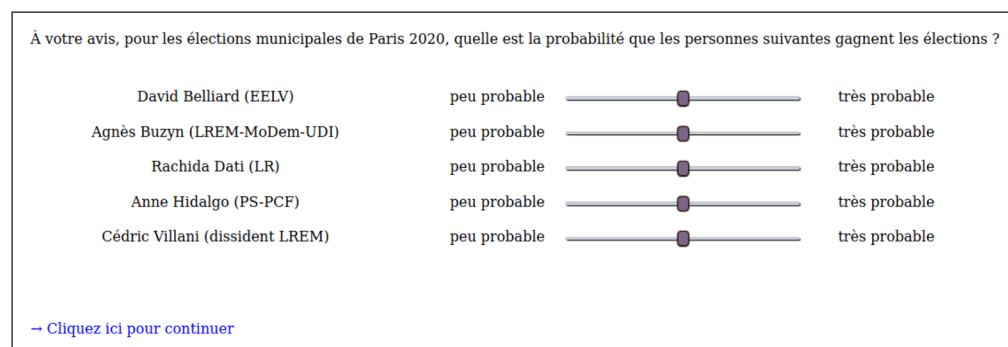 À votre avis, pour les élections municipales de Paris 2020, quelle est la probabilité que les personnes suivantes gagnent les élections ?
David Belliard (EELV) peu probable très probable
Agnès Buzyn (LREM-MoDem-UDI) peu probable très probable
Rachida Dati (LR) peu probable très probable
Anne Hidalgo (PS-PCF) peu probable très probable
Cédric Villani (dissident LREM) peu probable très probable
→ Cliquez ici pour continuer